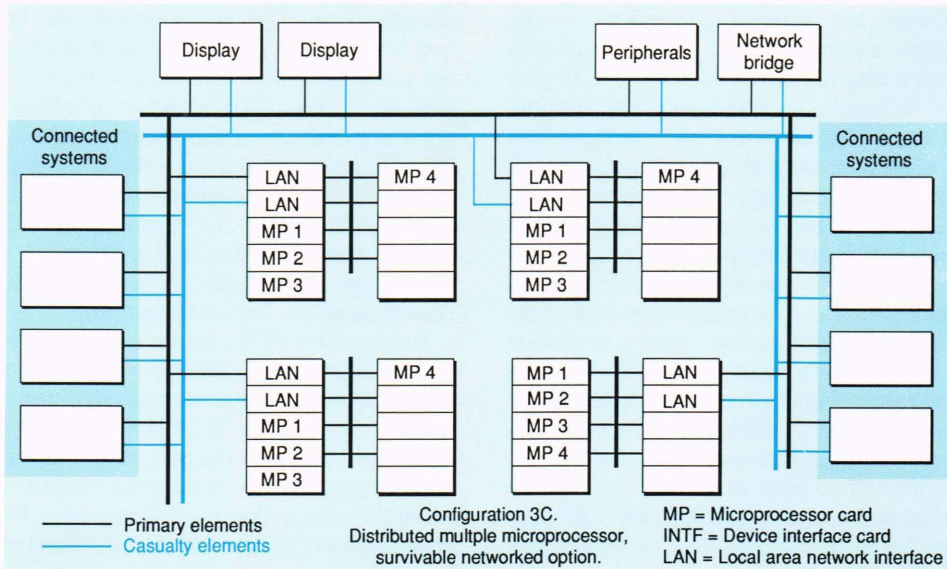 Display
Display
Peripherals
Network
bridge
Connected
systems
Connected
systems
LAN
LAN
MP 1
MP 2
MP 3
MP 4
LAN
LAN
MP 1
MP 2
MP 3
MP 4
LAN
LAN
MP 1
MP 2
MP 3
MP 4
MP 1
MP 2
MP 3
MP 4
LAN
LAN
Primary elements
Casualty elements
Configuration 3C.
Distributed multple microprocessor,
survivable networked option.
MP = Microprocessor card
INTF = Device interface card
LAN = Local area network interface